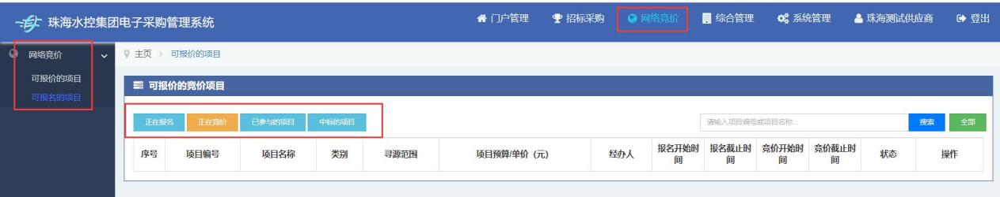 珠海水控集团电子采购管理系统
门户管理 招标采购 网络竞价 综合管理 系统管理 珠海测试供应商 登出
网络竞价
可报价的项目
可报名的项目
主页 > 可报价的项目
可报价的竞价项目
正在报名 正在竞价 已参与的项目 中标的项目 请输入项目编号或项目名称... 搜索 全部
序号 项目编号 项目名称 类别 寻源范围 项目预算/单价（元） 经办人 报名开始时间 报名截止时间 竞价开始时间 竞价截止时间 状态 操作